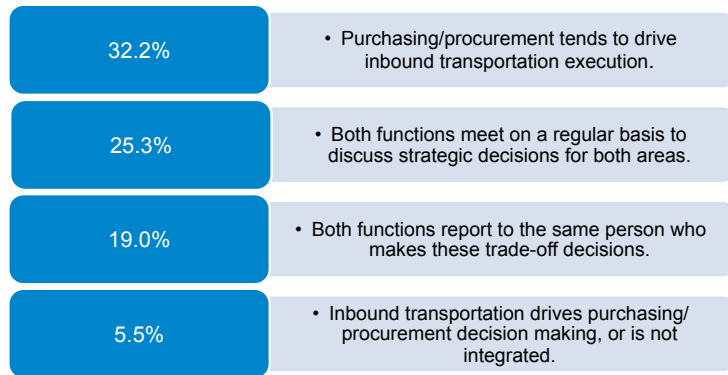 32.2%
• Purchasing/procurement tends to drive
inbound transportation execution.
25.3%
• Both functions meet on a regular basis to
discuss strategic decisions for both areas.
19.0%
• Both functions report to the same person who
makes these trade-off decisions.
5.5%
• Inbound transportation drives purchasing/
procurement decision making, or is not
integrated.